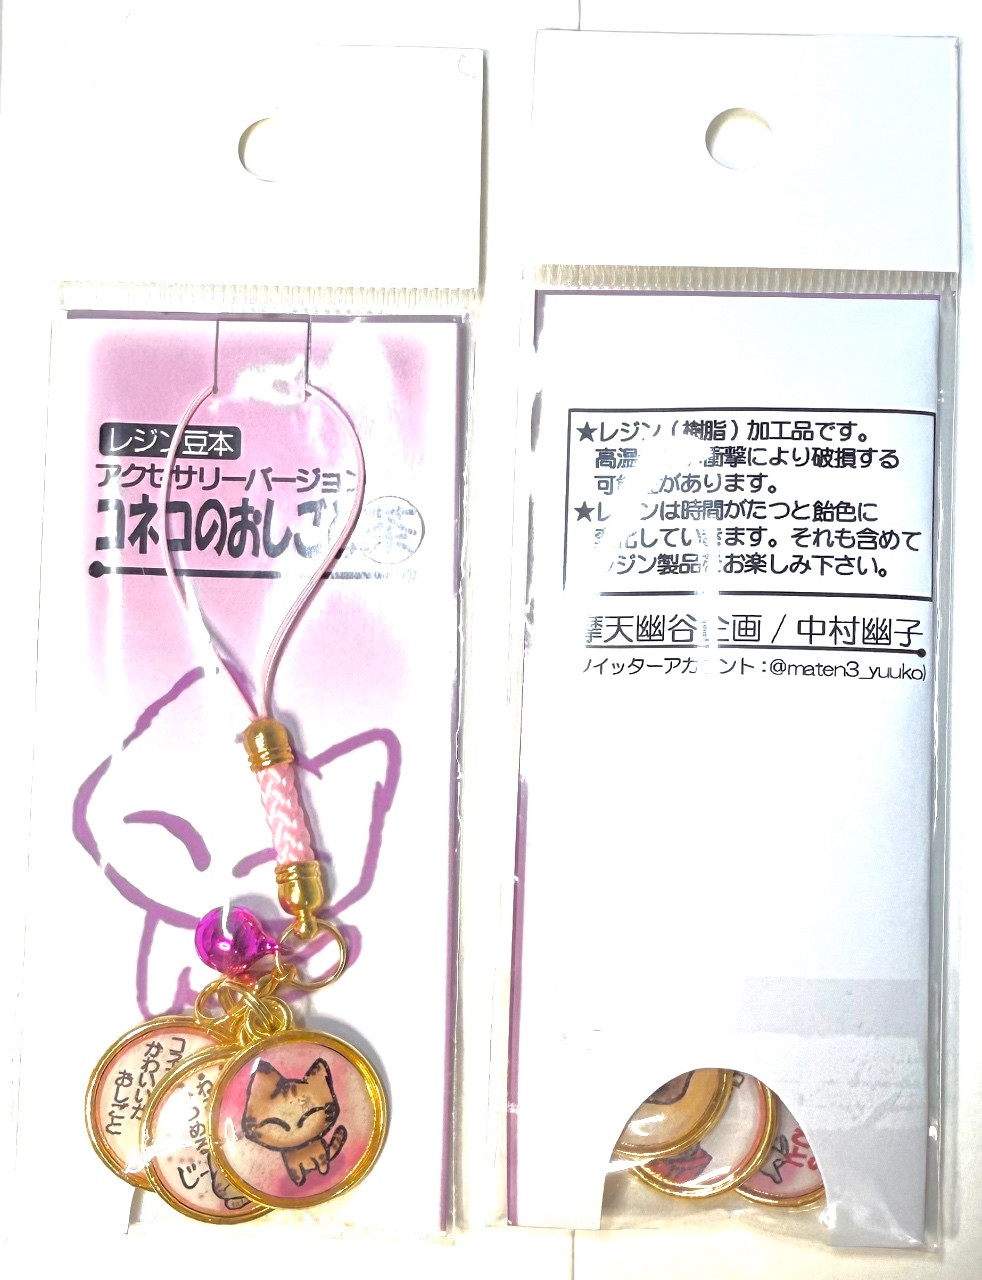 レジン豆本
アクセサリーバージョン
コネコのおしごと 茶
コネ
かわいいが
おしごと
じ
★レジン(樹脂)加工品です。
高温 衝撃により破損する
可能 があります。
★レジンは時間がたつと飴色に
変化していきます。それも含めて
レジン製品をお楽しみ下さい。
摩天幽谷企画 / 中村幽子
ツイッターアカウント:@maten3_yuuko)